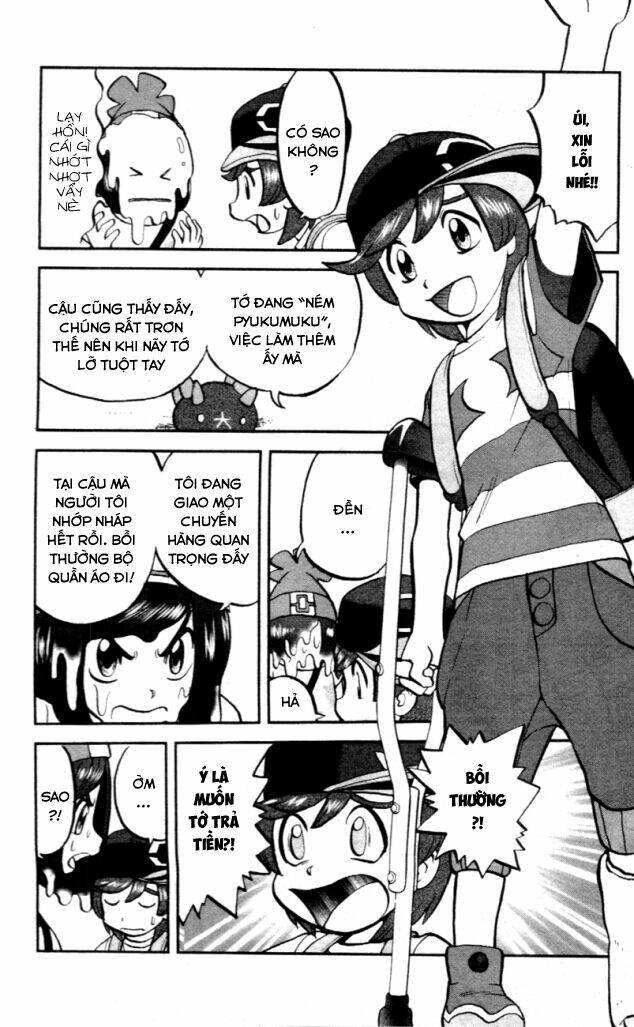 ÚI,
XIN
LỖI
NHÉ!!
CÓ SAO
KHÔNG
?
LẠY
HỒN!
CÁI GÌ
NHỚT
NHỢT
VẨY
NÈ
TỚ ĐANG “NÉM
PYUKUMUKU”,
VIỆC LÀM THÊM
ẤY MÀ
CẬU CŨNG THẤY ĐẤY,
CHÚNG RẤT TRƠN
THẾ NÊN KHI NÃY TỚ
LỠ TUỘT TAY
ĐỀN
...
HẢ
TÔI ĐANG
GIAO MỘT
CHUYẾN
HÀNG QUAN
TRỌNG ĐẤY
TẠI CẬU MÀ
NGƯỜI TÔI
NHỚP NHÁP
HẾT RỒI. BỒI
THƯỜNG BỘ
QUẦN ÁO ĐI!
BỒI
THƯỜNG
?!
Ý LÀ
MUỐN
TỚ TRẢ
TIỀN?!
ỜM
...
SAO
?!